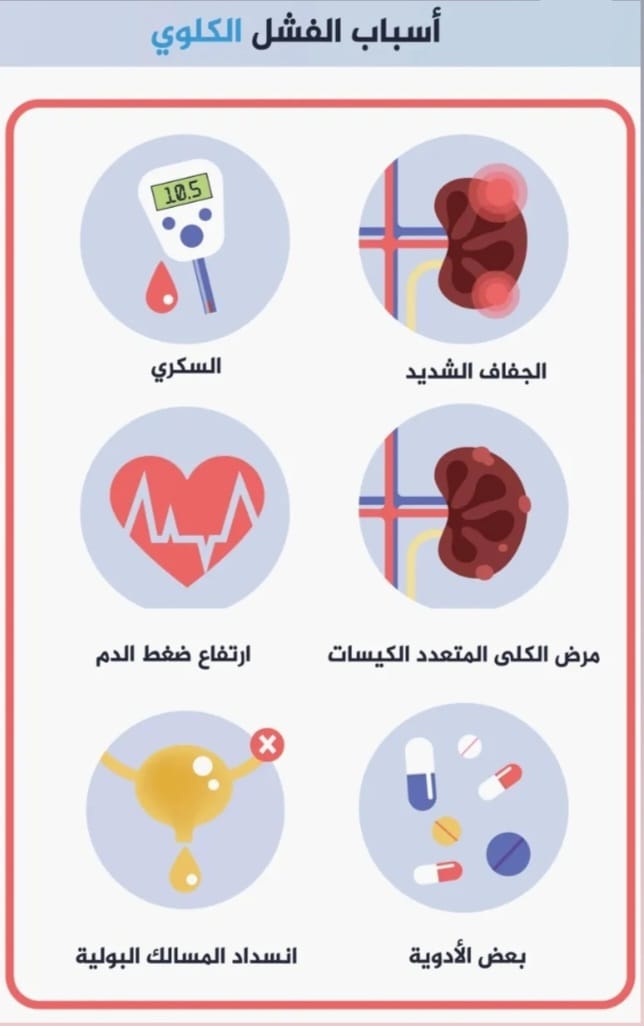 أسباب الفشل الكلوي
10.5
الجفاف الشديد
السكري
مرض الكلى المتعدد الكيسات
ارتفاع ضغط الدم
بعض الأدوية
انسداد المسالك البولية